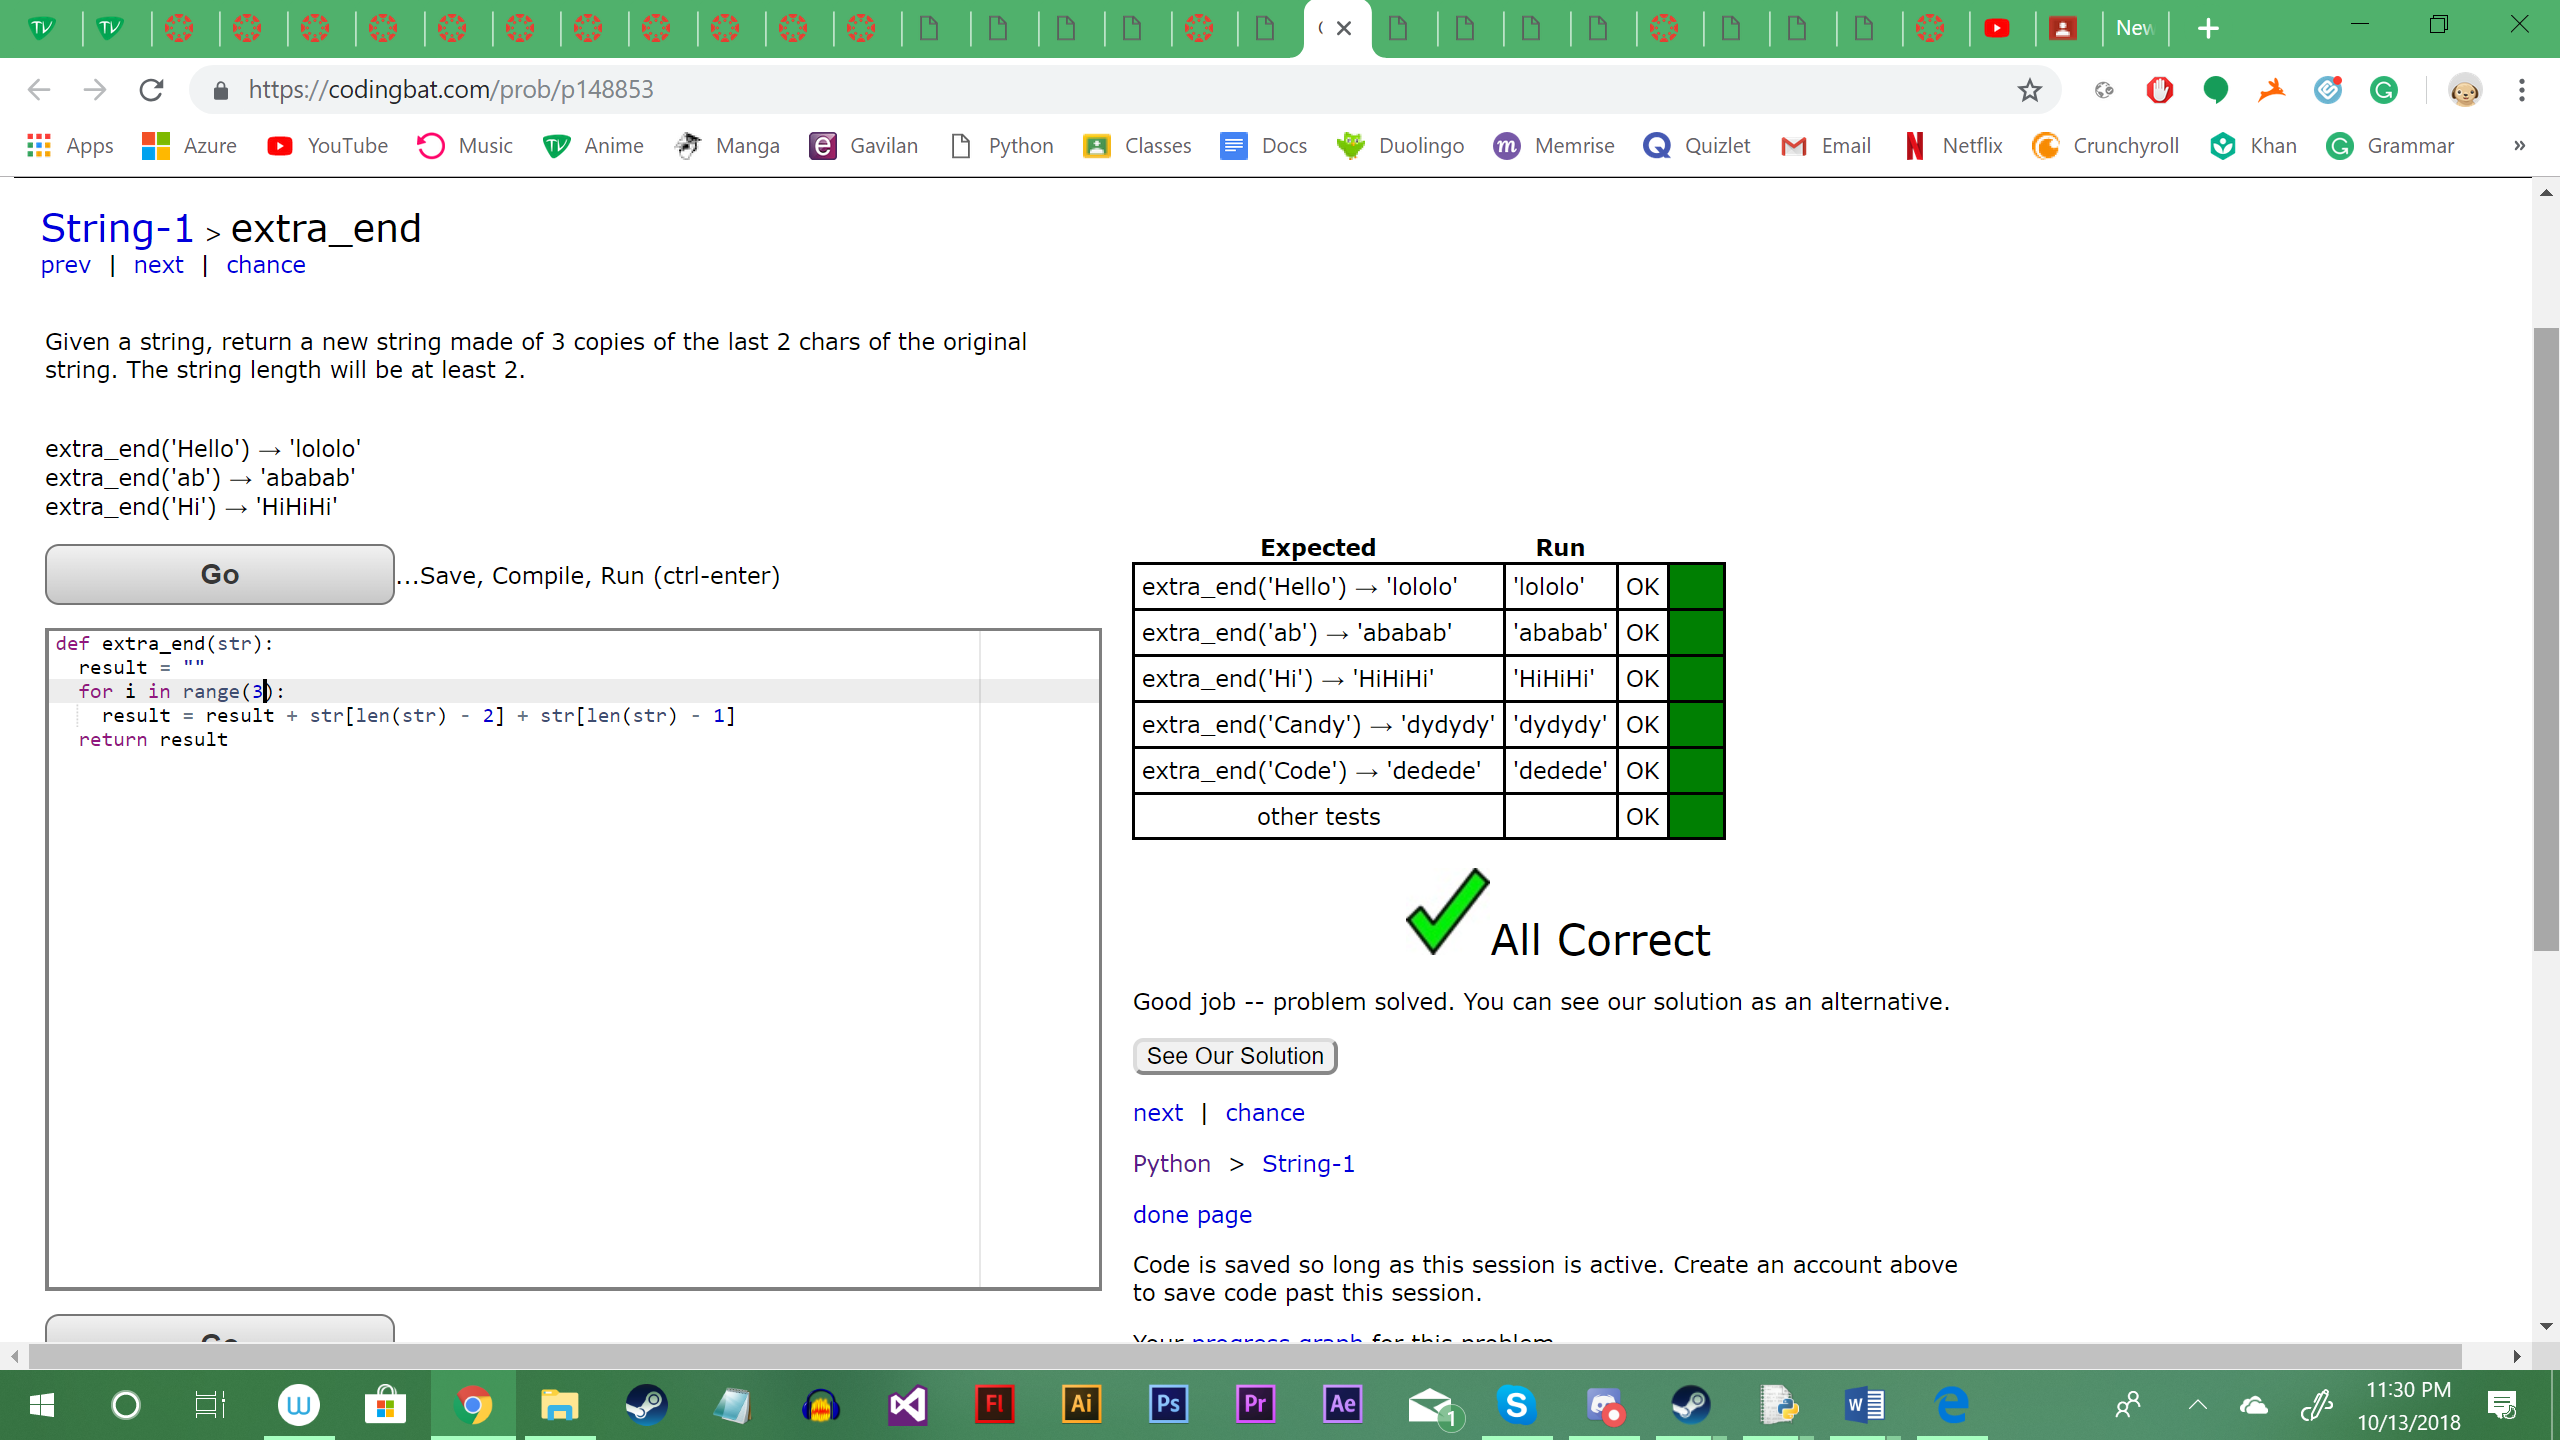 New
https://codingbat.com/prob/p148853
Apps Azure YouTube Music Anime Manga Gavilan Python Classes Docs Duolingo Memrise Quizlet Email Netflix Crunchyroll Khan Grammar »
String-1 > extra_end
prev | next | chance
Given a string, return a new string made of 3 copies of the last 2 chars of the original
string. The string length will be at least 2.
extra_end('Hello') → 'lololo'
extra_end('ab') → 'ababab'
extra_end('Hi') → 'HiHiHi'
Go ...Save, Compile, Run (ctrl-enter)
def extra_end(str):
  result = ""
  for i in range(3):
    result = result + str[len(str) - 2] + str[len(str) - 1]
  return result
Go
Expected Run
extra_end('Hello') → 'lololo' 'lololo' OK
extra_end('ab') → 'ababab' 'ababab' OK
extra_end('Hi') → 'HiHiHi' 'HiHiHi' OK
extra_end('Candy') → 'dydydy' 'dydydy' OK
extra_end('Code') → 'dedede' 'dedede' OK
other tests OK
All Correct
Good job -- problem solved. You can see our solution as an alternative.
See Our Solution
next | chance
Python > String-1
done page
Code is saved so long as this session is active. Create an account above
to save code past this session.
Your progress graph for this problem
11:30 PM
10/13/2018